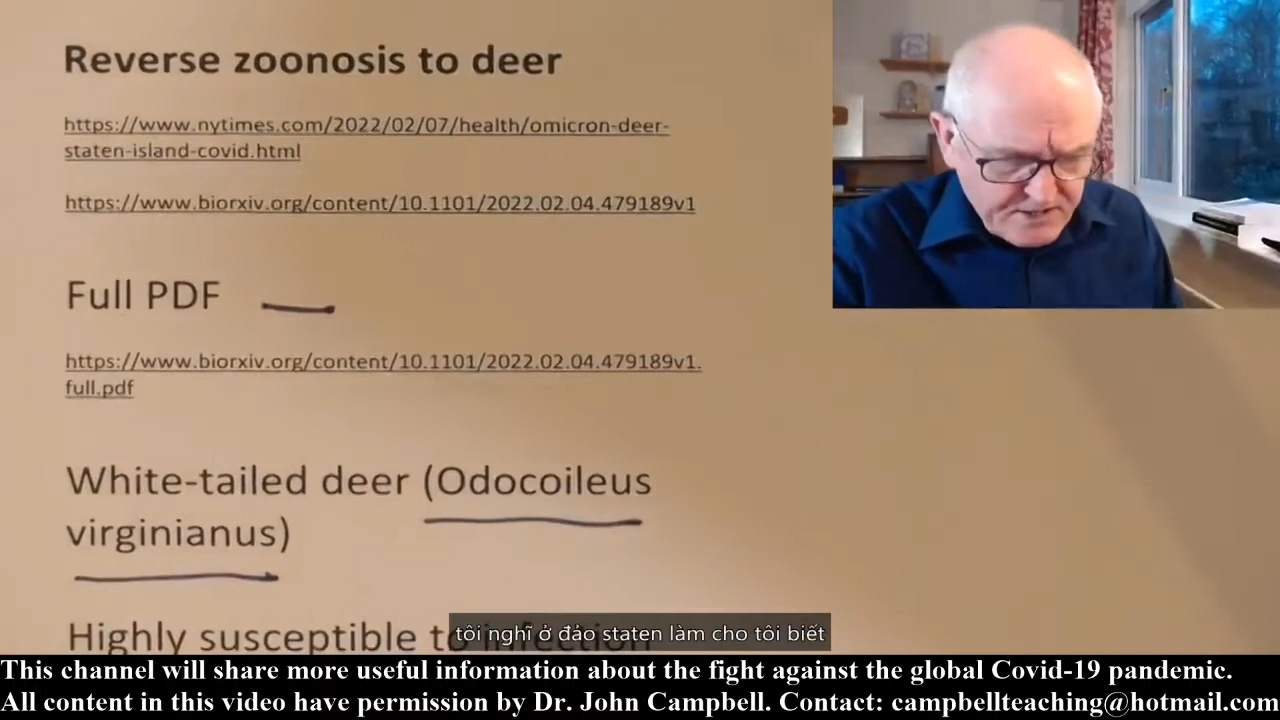 Reverse zoonosis to deer
https://www.nytimes.com/2022/02/07/health/omicron-deer-
staten-island-covid.html
https://www.biorxiv.org/content/10.1101/2022.02.04.479189v1
Full PDF
https://www.biorxiv.org/content/10.1101/2022.02.04.479189v1.
full.pdf
White-tailed deer (Odocoileus
virginianus)
Highly susceptible to infection
tôi nghĩ ở đảo staten làm cho tôi biết
This channel will share more useful information about the fight against the global Covid-19 pandemic.
All content in this video have permission by Dr. John Campbell. Contact: campbellteaching@hotmail.com